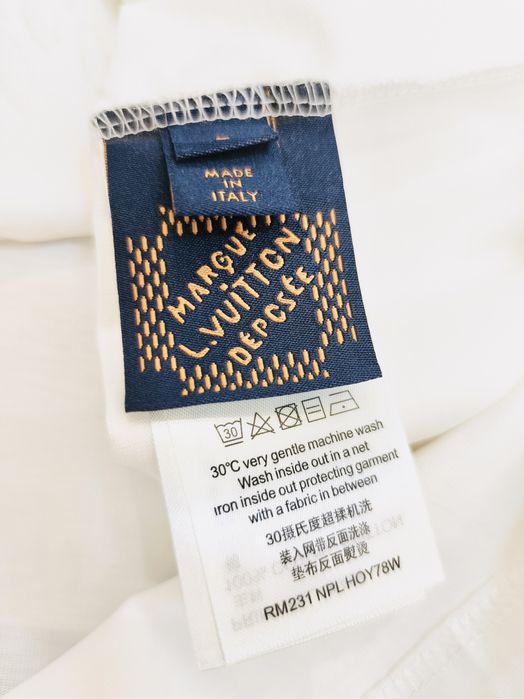 MADE
IN
ITALY
MARQUE
L.VUITTON
DÉPOSÉE
30
30°C very gentle machine wash
Wash inside out in a net
iron inside out protecting garment
with a fabric in between
30摄氏度超揉机洗
装入网带反面洗涤
垫布反面熨烫
RM231 NPL HOY78W